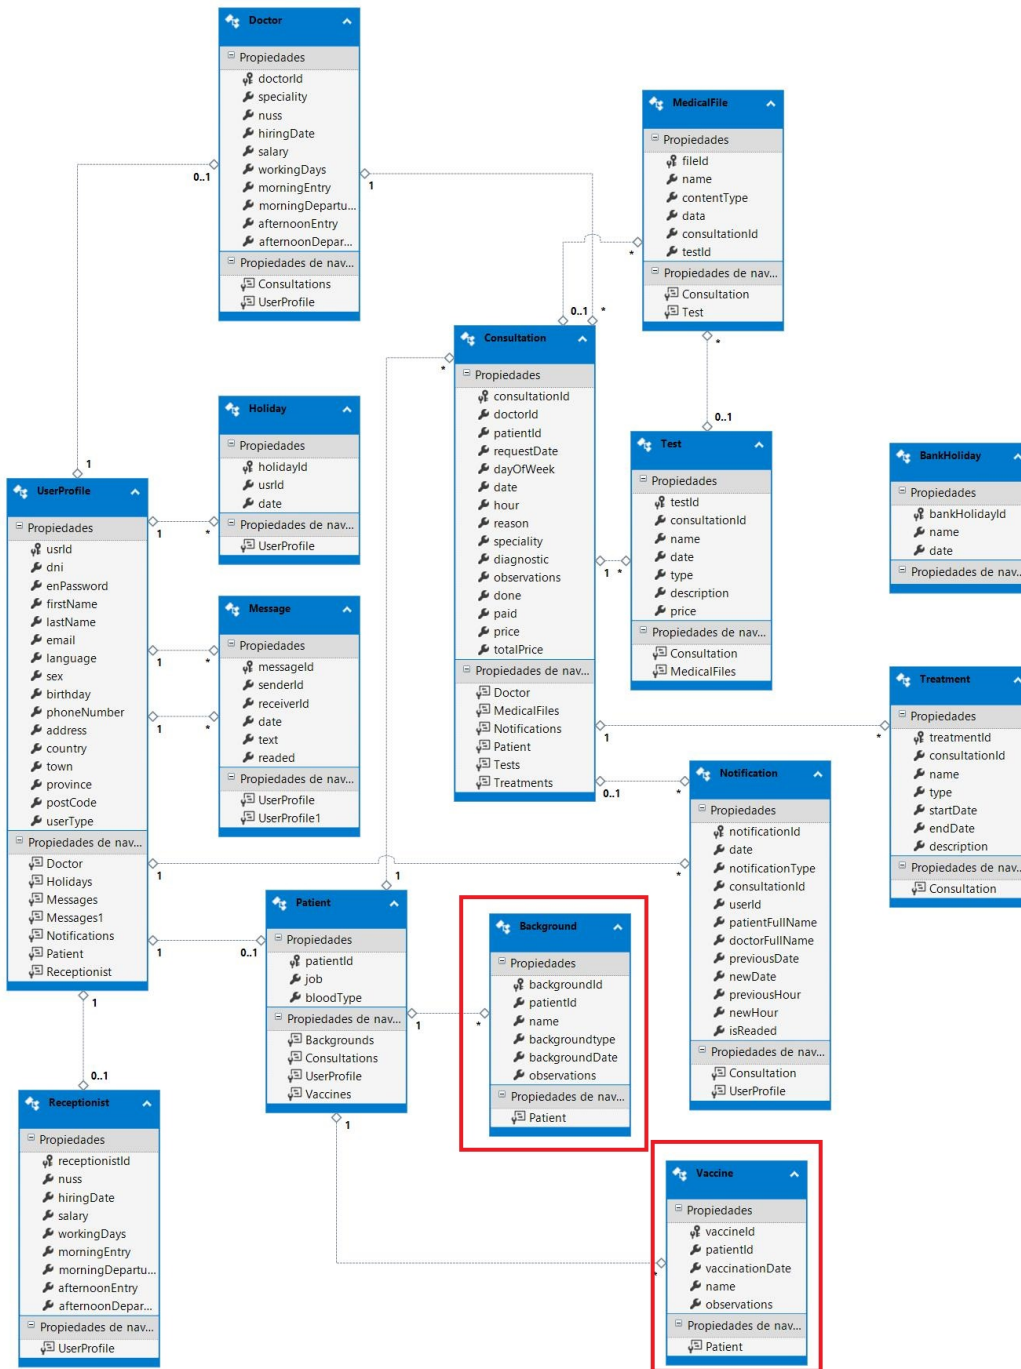 Doctor
Propiedades
doctorId
speciality
nuss
hiringDate
salary
workingDays
morningEntry
morningDepartu...
afternoonEntry
afternoonDepar...
Propiedades de nav...
Consultations
UserProfile
0..1
1
MedicalFile
Propiedades
fileId
name
contentType
data
consultationId
testId
Propiedades de nav...
Consultation
Test
*
*
0..1
*
0..1
Consultation
Propiedades
consultationId
doctorId
patientId
requestDate
dayOfWeek
date
hour
reason
speciality
diagnostic
observations
done
paid
price
totalPrice
Propiedades de nav...
Doctor
MedicalFiles
Notifications
Patient
Tests
Treatments
*
1
*
1
*
0..1
*
Holiday
Propiedades
holidayId
usrId
date
Propiedades de nav...
UserProfile
Test
Propiedades
testId
consultationId
name
date
type
description
price
Propiedades de nav...
Consultation
MedicalFiles
BankHoliday
Propiedades
bankHolidayId
name
date
Propiedades de nav...
1
UserProfile
Propiedades
usrId
dni
enPassword
firstName
lastName
email
language
sex
birthday
phoneNumber
address
country
town
province
postCode
userType
Propiedades de nav...
Doctor
Holidays
Messages
Messages1
Notifications
Patient
Receptionist
1
*
1
*
1
*
1
*
1
0..1
1
0..1
Message
Propiedades
messageId
senderId
receiverId
date
text
readed
Propiedades de nav...
UserProfile
UserProfile1
Treatment
Propiedades
treatmentId
consultationId
name
type
startDate
endDate
description
Propiedades de nav...
Consultation
Notification
Propiedades
notificationId
date
notificationType
consultationId
userId
patientFullName
doctorFullName
previousDate
newDate
previousHour
newHour
isReaded
Propiedades de nav...
Consultation
UserProfile
1
Patient
Propiedades
patientId
job
bloodType
Propiedades de nav...
Backgrounds
Consultations
UserProfile
Vaccines
1
*
1
*
Background
Propiedades
backgroundId
patientId
name
backgroundtype
backgroundDate
observations
Propiedades de nav...
Patient
Receptionist
Propiedades
receptionistId
nuss
hiringDate
salary
workingDays
morningEntry
morningDepartu...
afternoonEntry
afternoonDepar...
Propiedades de nav...
UserProfile
Vaccine
Propiedades
vaccineId
patientId
vaccinationDate
name
observations
Propiedades de nav...
Patient